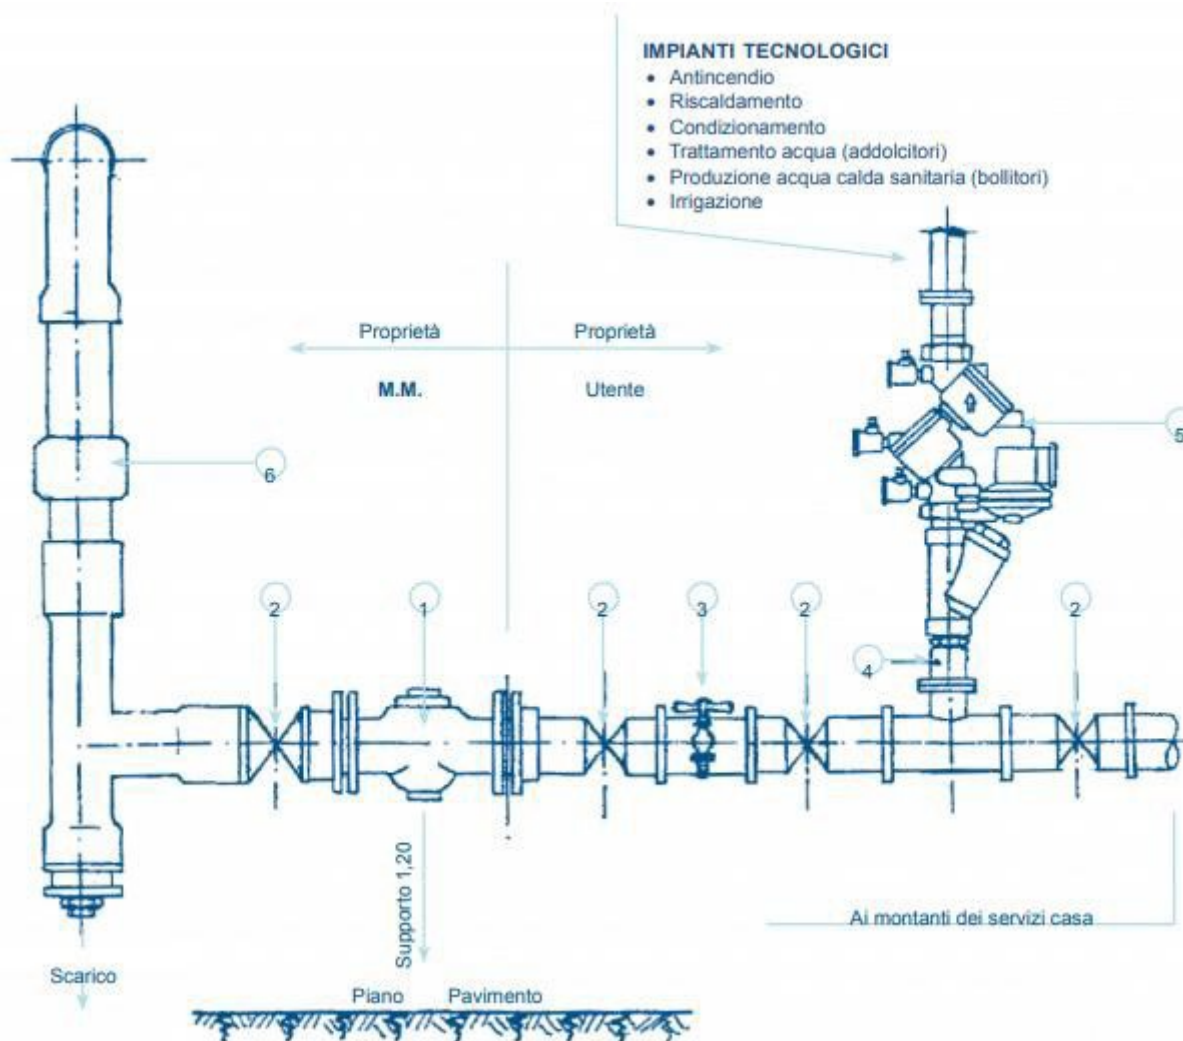 IMPIANTI TECNOLOGICI
• Antincendio
• Riscaldamento
• Condizionamento
• Trattamento acqua (addolcitori)
• Produzione acqua calda sanitaria (bollitori)
• Irrigazione
Proprietà
Proprietà
M.M.
Utente
5
6
2
1
2
3
2
2
4
Supporto 1,20
Ai montanti dei servizi casa
Scarico
Piano Pavimento